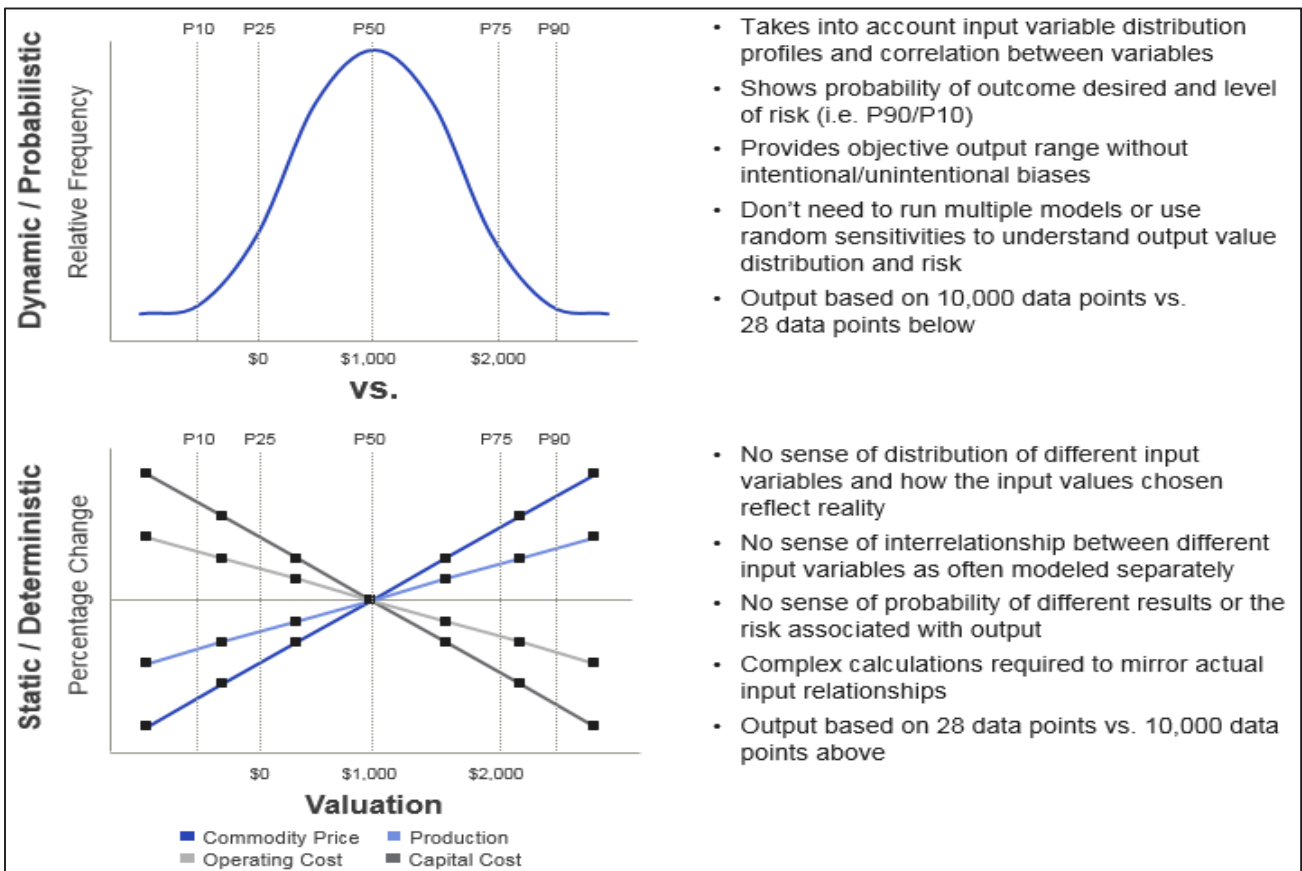 Dynamic / Probabilistic
Relative Frequency
P10 P25 P50 P75 P90
$0 $1,000 $2,000
• Takes into account input variable distribution
profiles and correlation between variables
• Shows probability of outcome desired and level
of risk (i.e. P90/P10)
• Provides objective output range without
intentional/unintentional biases
• Don't need to run multiple models or use
random sensitivities to understand output value
distribution and risk
• Output based on 10,000 data points vs.
28 data points below
vs.
Static / Deterministic
Percentage Change
P10 P25 P50 P75 P90
$0 $1,000 $2,000
Valuation
Commodity Price Production
Operating Cost Capital Cost
• No sense of distribution of different input
variables and how the input values chosen
reflect reality
• No sense of interrelationship between different
input variables as often modeled separately
• No sense of probability of different results or the
risk associated with output
• Complex calculations required to mirror actual
input relationships
• Output based on 28 data points vs. 10,000 data
points above